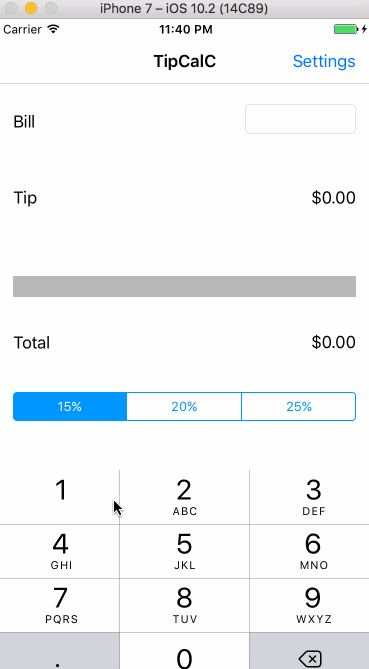 iPhone 7 – iOS 10.2 (14C89)
Carrier 11:40 PM
TipCalC Settings
Bill
Tip $0.00
Total $0.00
15% 20% 25%
1 2 3
ABC DEF
4 5 6
GHI JKL MNO
7 8 9
PQRS TUV WXYZ
. 0